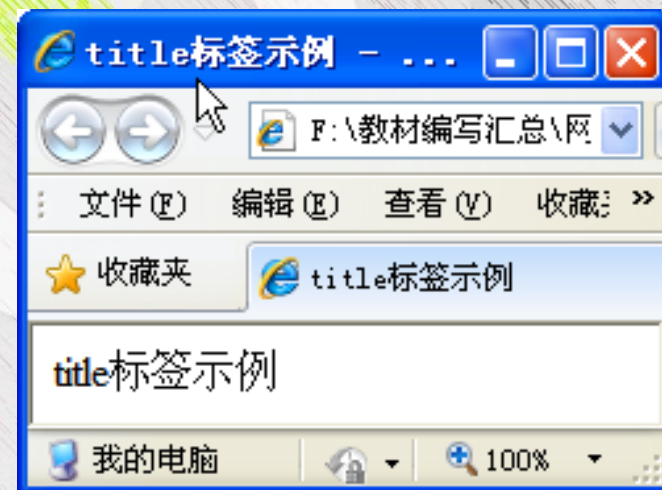 title标签示例 - ...
F:\教材编写汇总\网
文件(F) 编辑(E) 查看(V) 收藏 »
收藏夹 title标签示例
title标签示例
我的电脑 100%